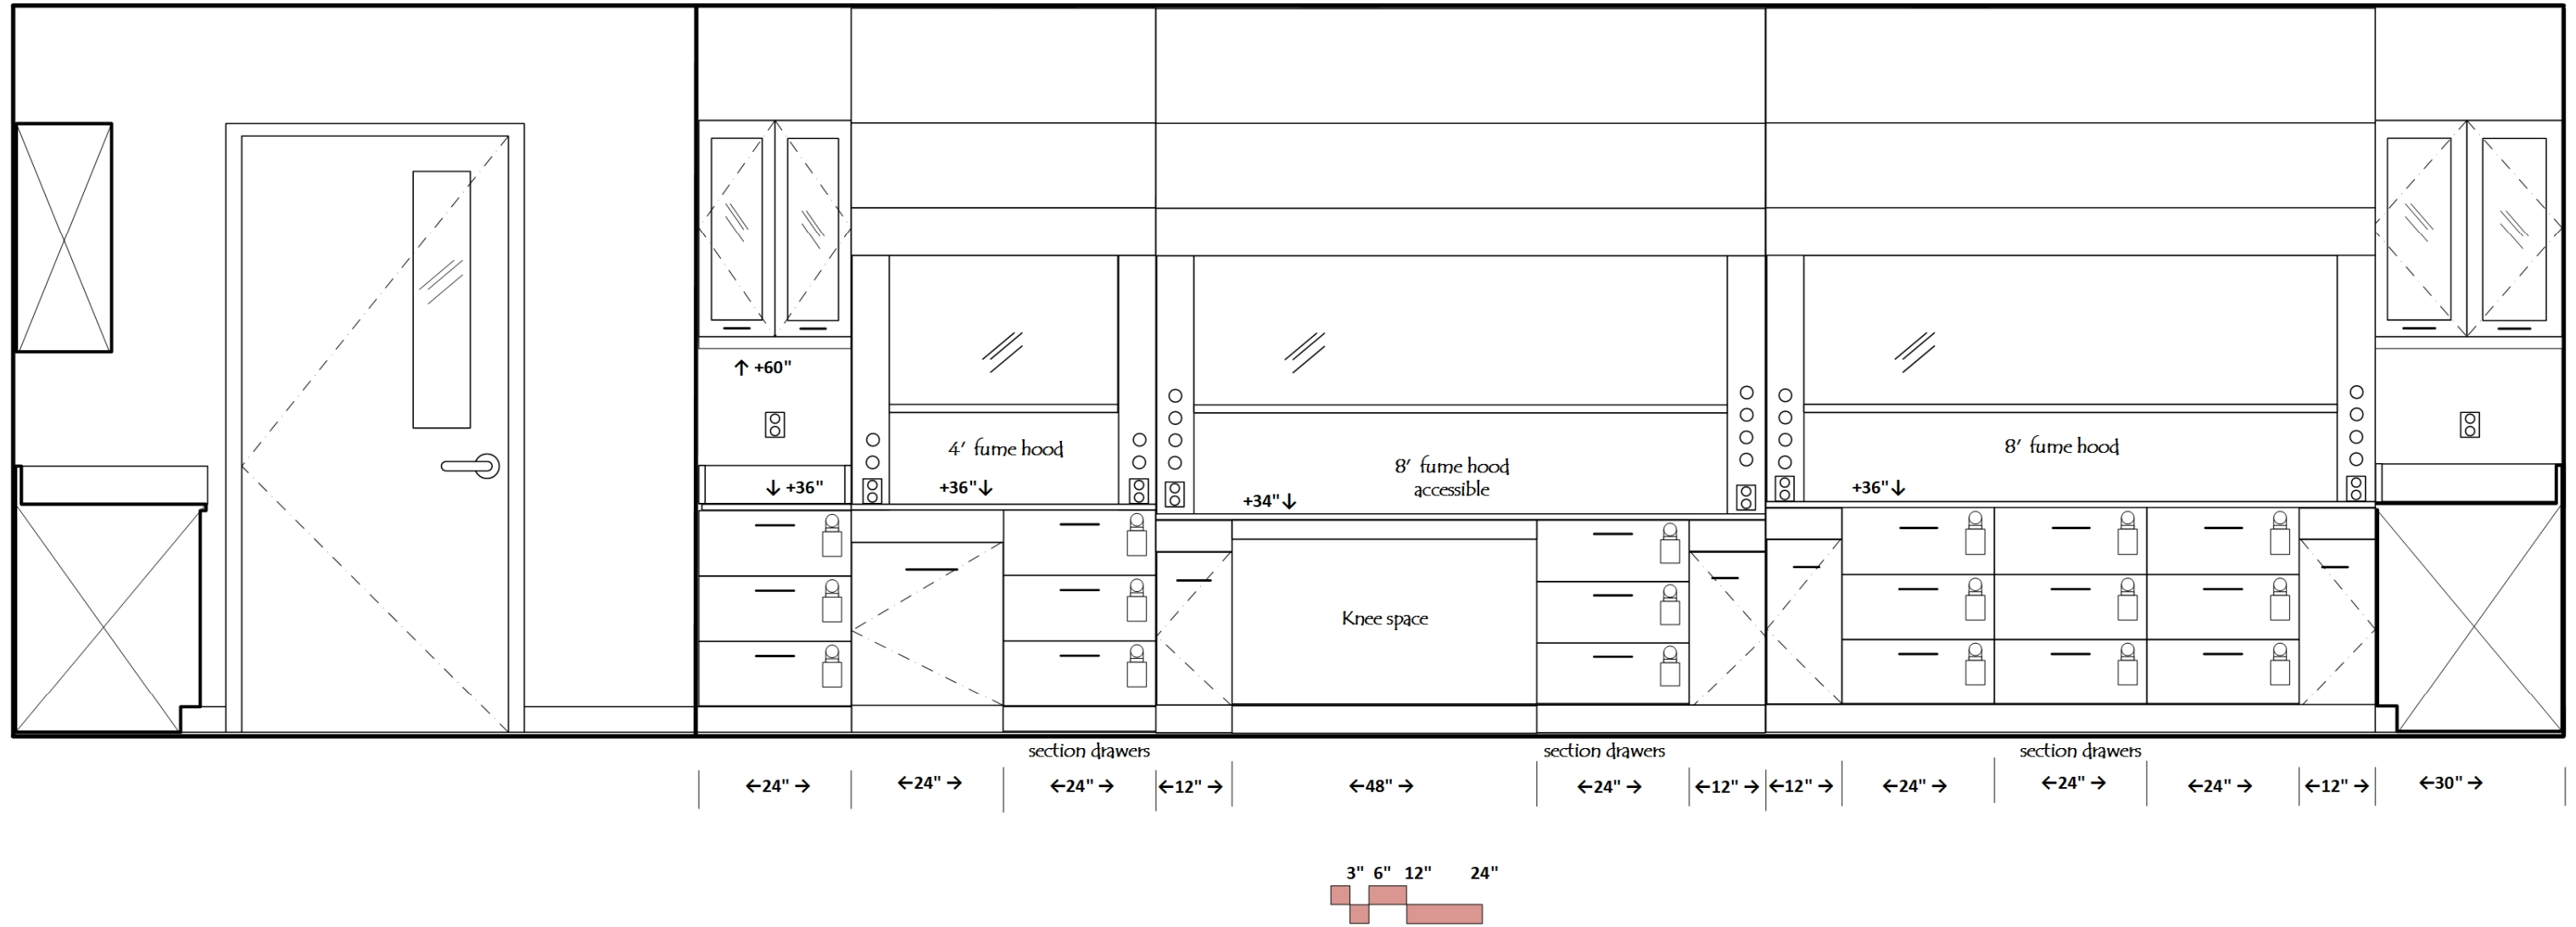 ↑ +60"
4' fume hood
8' fume hood
8' fume hood
accessible
↓ +36"
+36"↓
+34"↓
+36"↓
Knee space
section drawers
section drawers
section drawers
←24" →
←24" →
←24" →
←12" →
←48" →
←24" →
←12" →
←12" →
←24" →
←24" →
←24" →
←12" →
←30" →
3" 6" 12" 24"